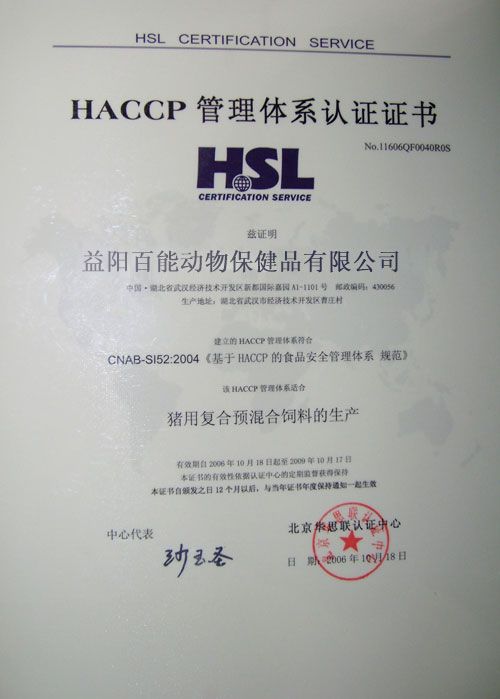 HSL CERTIFICATION SERVICE
HACCP 管理体系认证证书
No.11606QF0040R0S
HSL
CERTIFICATION SERVICE
兹证明
益阳百能动物保健品有限公司
中国·湖北省武汉经济技术开发区新都国际嘉园 A1-1101 号 邮政编码：430056
生产地址：湖北省武汉市经济技术开发区曹庄村
建立的 HACCP 管理体系符合
CNAB-SI52:2004《基于 HACCP 的食品安全管理体系 规范》
该 HACCP 管理体系适合
猪用复合预混合饲料的生产
有效期自 2006 年 10 月 18 日起至 2009 年 10 月 17 日
本证书的有效性依据认证中心的定期监督获得保持
本证书自颁发之日 12 个月以后，与当年证书年度保持通知一起生效
中心代表
北京华思联认证中心
日 期：2006 年 10 月 18 日